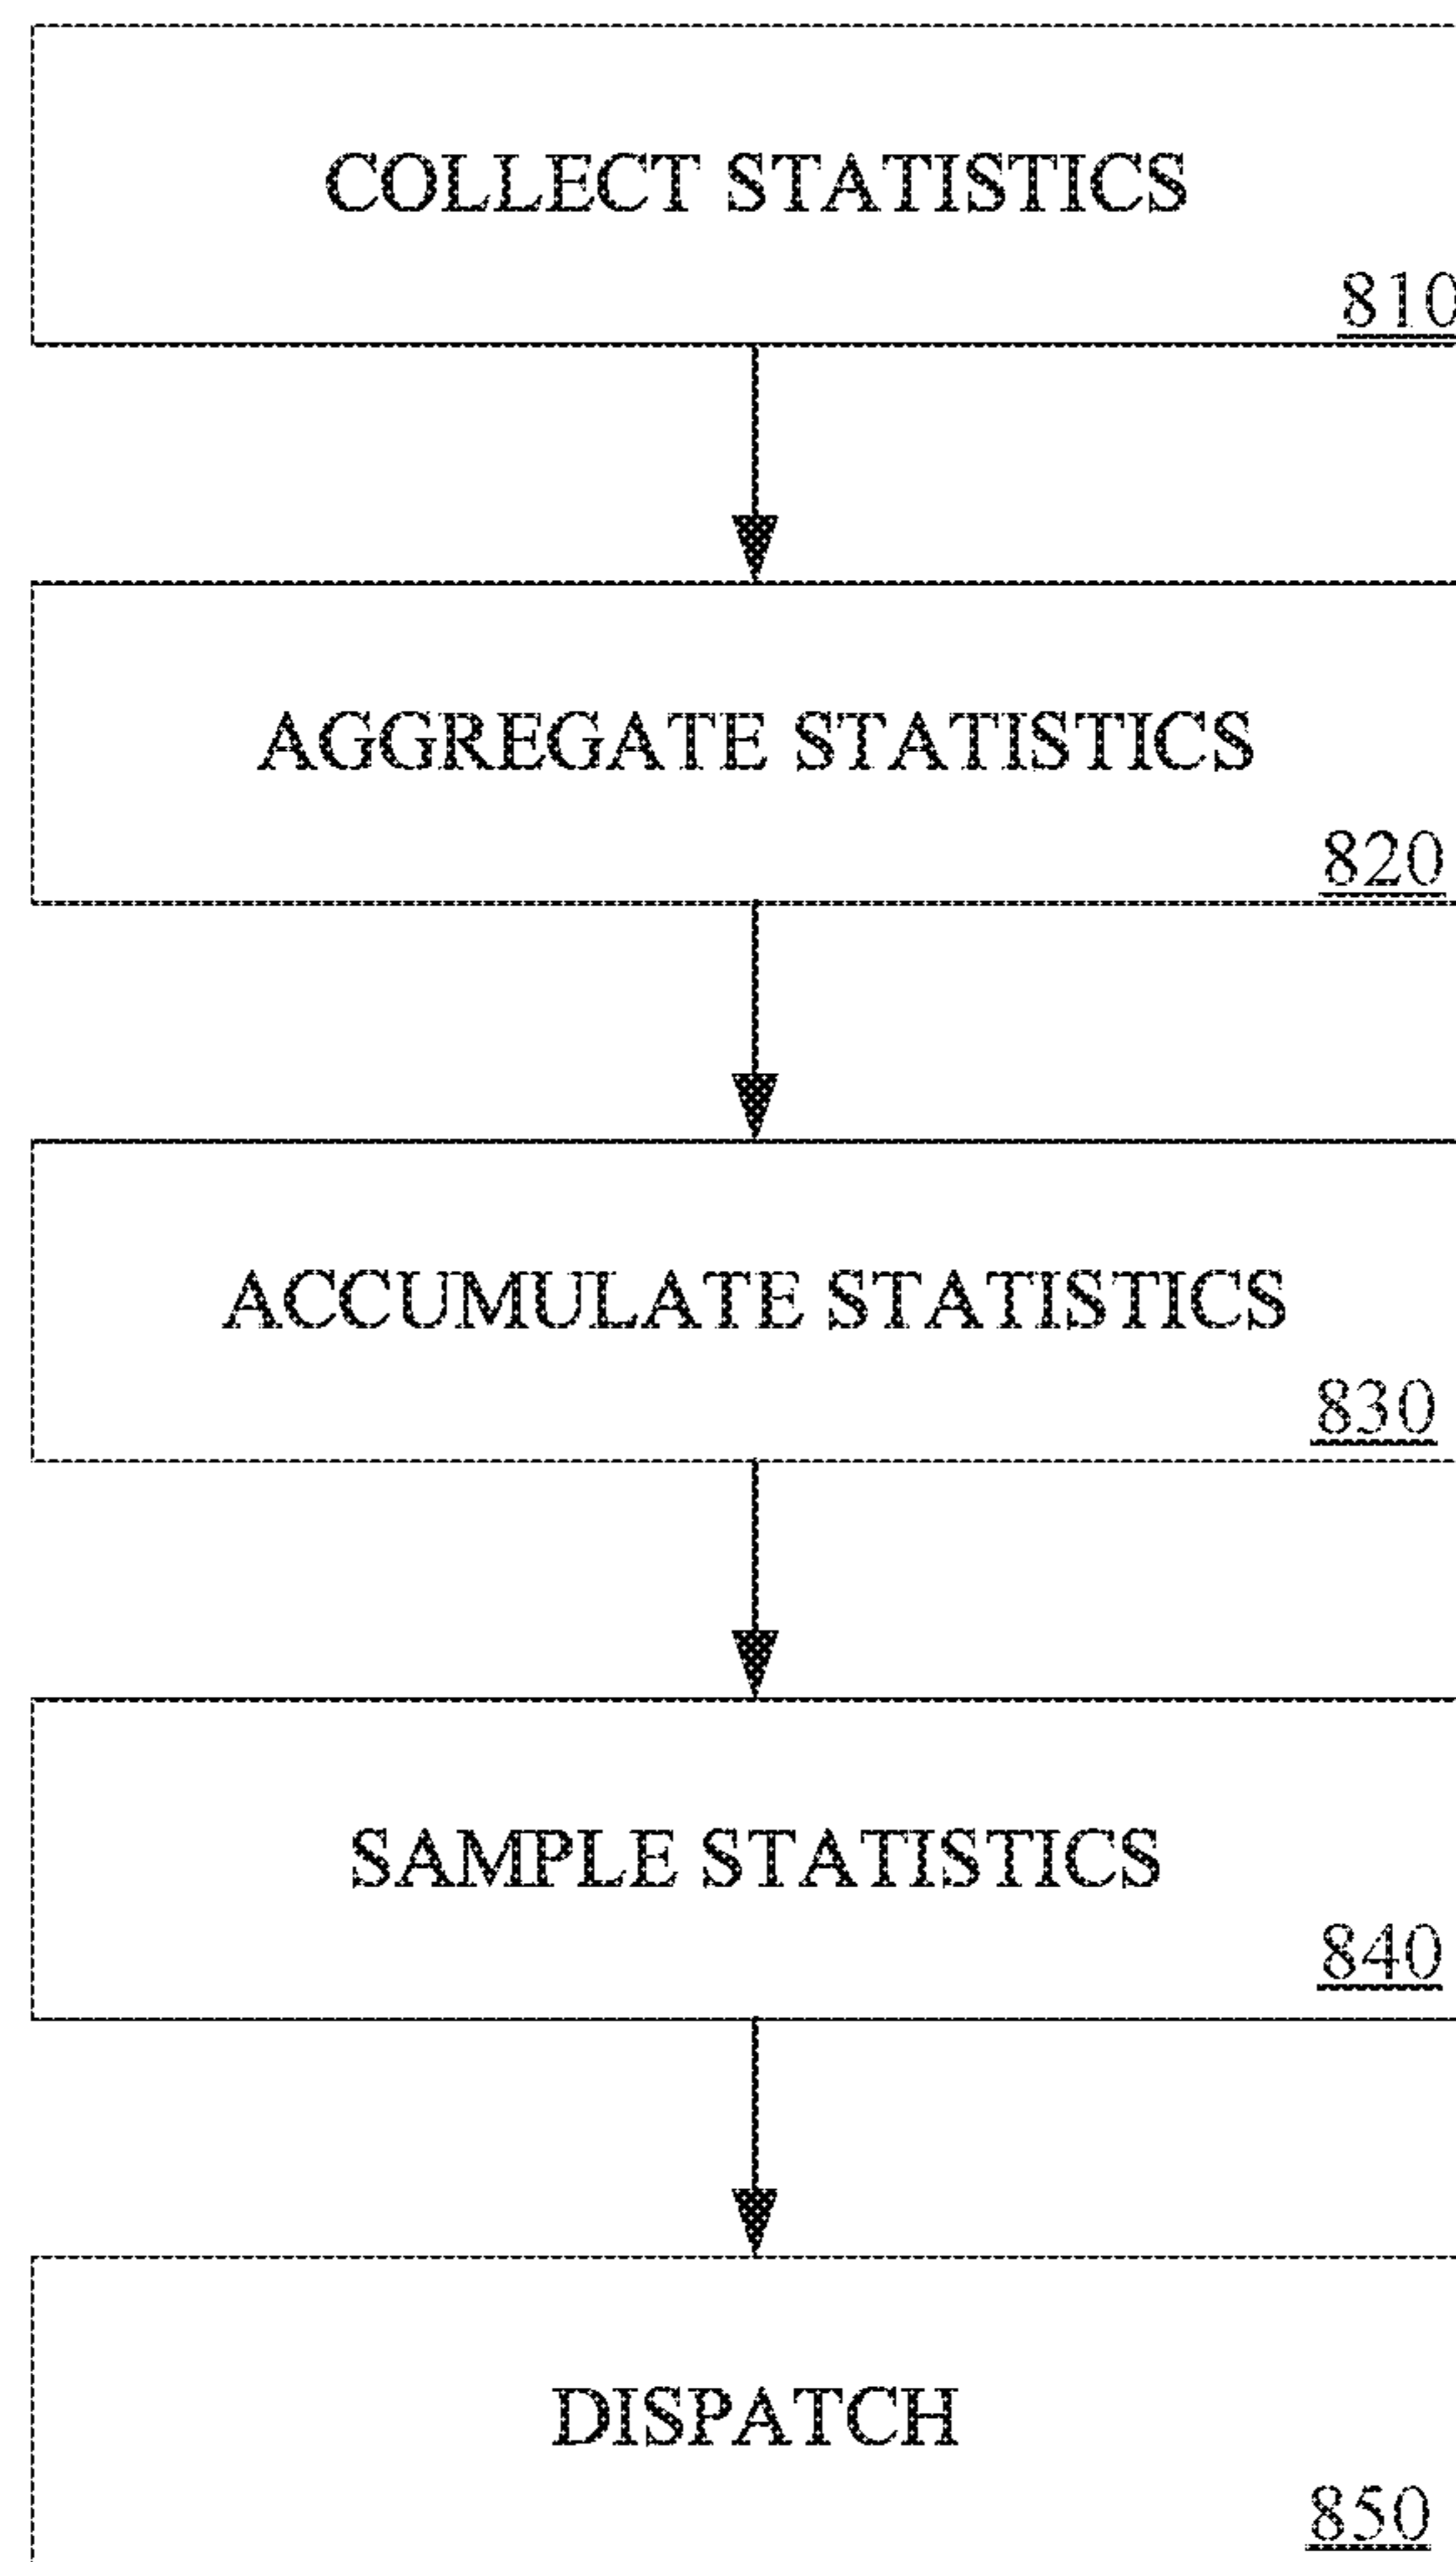 COLLECT STATISTICS
810
AGGREGATE STATISTICS
820
ACCUMULATE STATISTICS
830
SAMPLE STATISTICS
840
DISPATCH
850